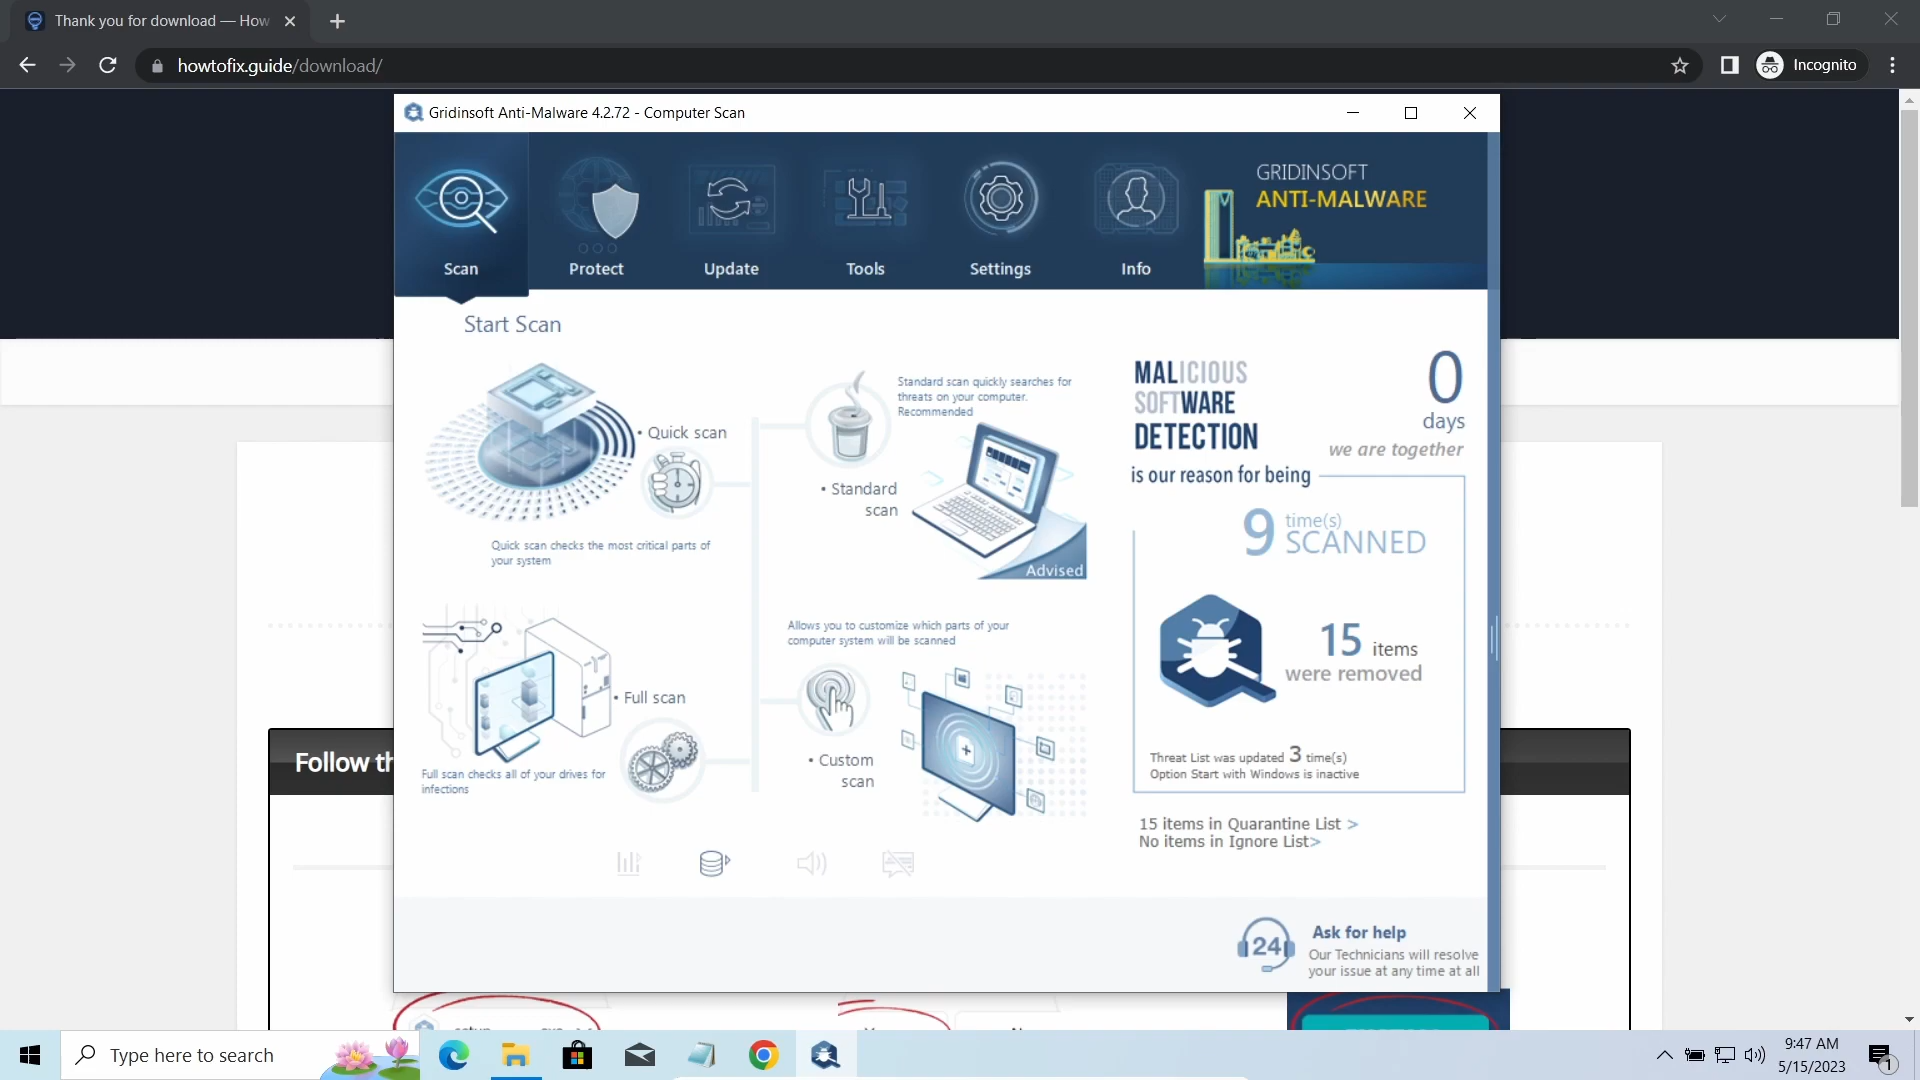 Thank you for download — How
howtofix.guide/download/
Incognito
Gridinsoft Anti-Malware 4.2.72 - Computer Scan
Scan
Protect
Update
Tools
Settings
Info
GRIDINSOFT
ANTI-MALWARE
Start Scan
• Quick scan
Quick scan checks the most critical parts of
your system
Standard scan quickly searches for
threats on your computer.
Recommended
• Standard
scan
Advised
• Full scan
Full scan checks all of your drives for
infections
Allows you to customize which parts of your
computer system will be scanned
• Custom
scan
MALICIOUS
SOFTWARE
DETECTION
is our reason for being
0
days
we are together
9 time(s)
SCANNED
15 items
were removed
Threat List was updated 3 time(s)
Option Start with Windows is inactive
15 items in Quarantine List >
No items in Ignore List>
24
Ask for help
Our Technicians will resolve
your issue at any time at all
Follow th
Type here to search
9:47 AM
5/15/2023
1